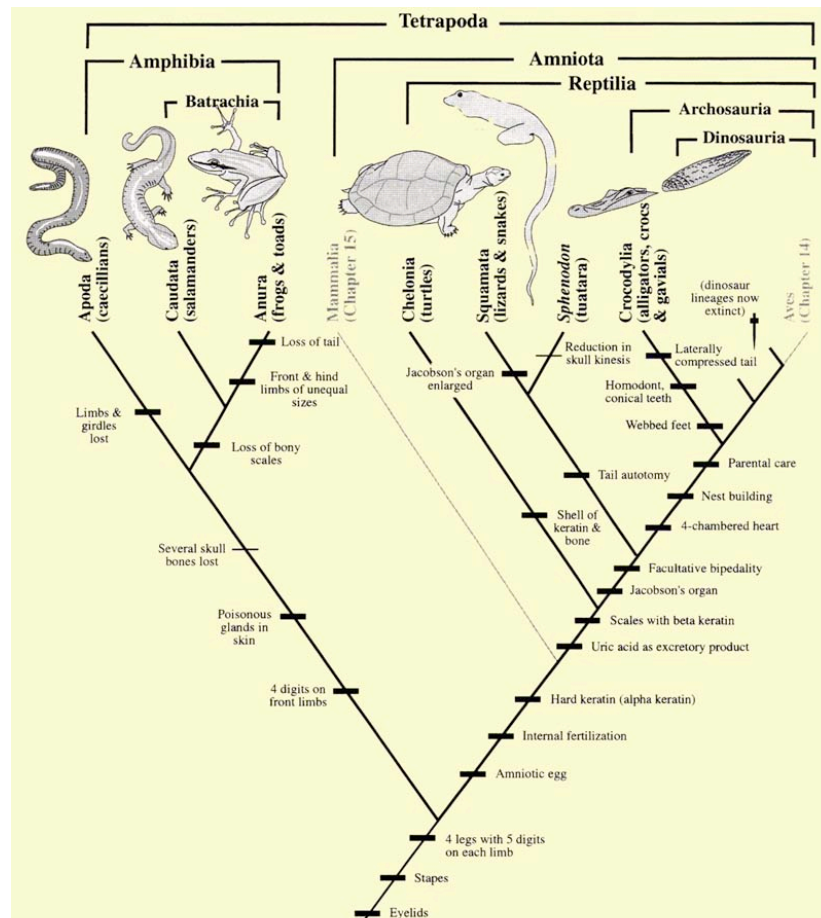 Tetrapoda
Amphibia
Amniota
Reptilia
Batrachia
Archosauria
Dinosauria
Apoda
(caecillians)
Caudata
(salamanders)
Anura
(frogs & toads)
Mammalia
(Chapter 15)
Chelonia
(turtles)
Squamata
(lizards & snakes)
Sphenodon
(tuatara)
Crocodylia
(alligators, crocs
& gavials)
(dinosaur
lineages now
extinct)
Aves
(Chapter 14)
Loss of tail
Front & hind
limbs of unequal
sizes
Limbs &
girdles
lost
Loss of bony
scales
Several skull
bones lost
Poisonous
glands in
skin
4 digits on
front limbs
Jacobson's organ
enlarged
Reduction in
skull kinesis
Laterally
compressed tail
Homodont,
conical teeth
Webbed feet
Tail autotomy
Shell of
keratin &
bone
Parental care
Nest building
4-chambered heart
Facultative bipedality
Jacobson's organ
Scales with beta keratin
Uric acid as excretory product
Hard keratin (alpha keratin)
Internal fertilization
Amniotic egg
4 legs with 5 digits
on each limb
Stapes
Eyelids